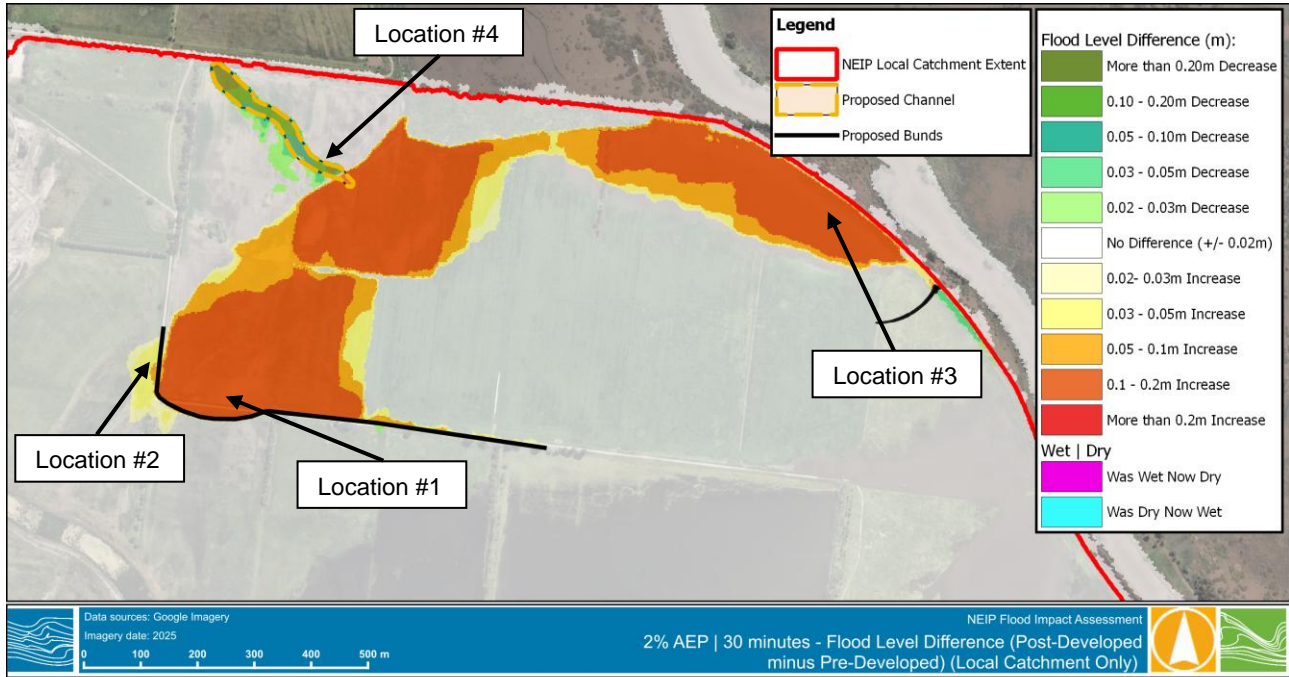 Location #4
Legend
NEIP Local Catchment Extent
Proposed Channel
Proposed Bunds
Flood Level Difference (m):
More than 0.20m Decrease
0.10 - 0.20m Decrease
0.05 - 0.10m Decrease
0.03 - 0.05m Decrease
0.02 - 0.03m Decrease
No Difference (+/- 0.02m)
0.02- 0.03m Increase
0.03 - 0.05m Increase
0.05 - 0.1m Increase
0.1 - 0.2m Increase
More than 0.2m Increase
Wet | Dry
Was Wet Now Dry
Was Dry Now Wet
Location #3
Location #2
Location #1
Data sources: Google Imagery
Imagery date: 2025
0 100 200 300 400 500 m
NEIP Flood Impact Assessment
2% AEP | 30 minutes - Flood Level Difference (Post-Developed
minus Pre-Developed) (Local Catchment Only)